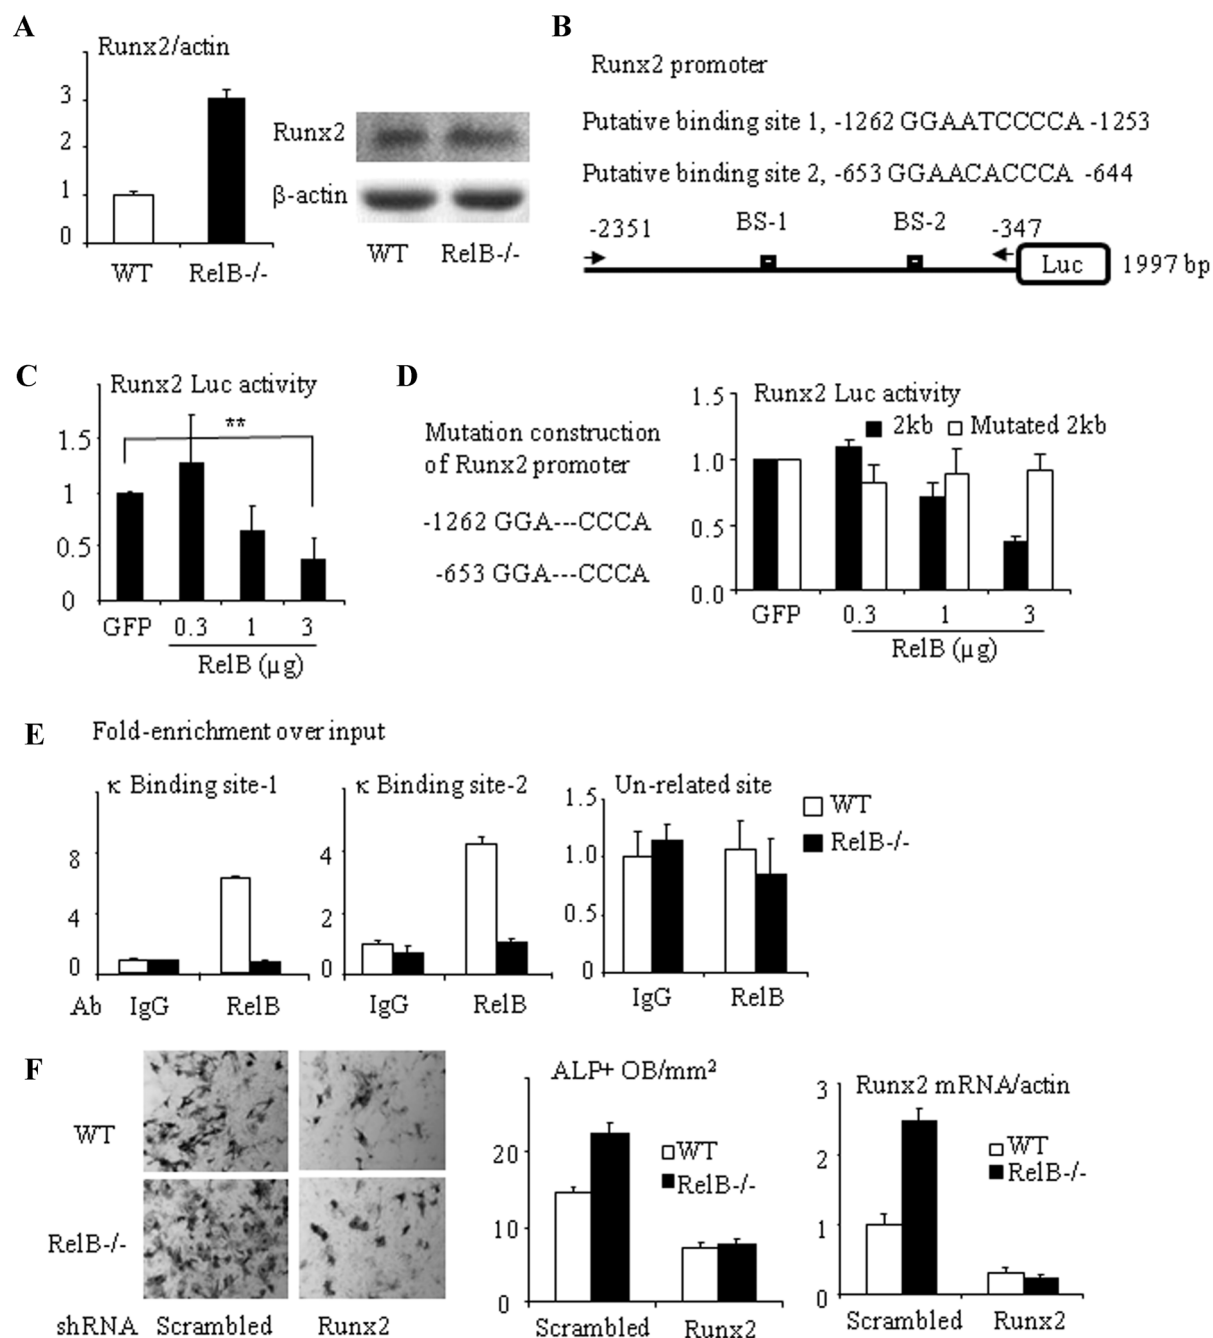 A
Runx2/actin
3
2
1
0
WT RelB-/-
Runx2
β-actin
WT RelB-/-
B
Runx2 promoter
Putative binding site 1, -1262 GGAATCCCCA -1253
Putative binding site 2, -653 GGAACACCCA -644
-2351 BS-1 BS-2 -347
Luc 1997 bp
C
Runx2 Luc activity
**
1.5
1
0.5
0
GFP 0.3 1 3
RelB (µg)
D
Mutation construction
of Runx2 promoter
-1262 GGA---CCCA
-653 GGA---CCCA
Runx2 Luc activity
2kb Mutated 2kb
1.5
1.0
0.5
0.0
GFP 0.3 1 3
RelB (µg)
E
Fold-enrichment over input
κ Binding site-1
8
4
0
Ab IgG RelB
κ Binding site-2
4
2
0
IgG RelB
Un-related site
1.5
1.0
0.5
0
IgG RelB
WT
RelB-/-
F
WT
RelB-/-
shRNA Scrambled Runx2
ALP+ OB/mm²
20
10
0
WT
RelB-/-
Scrambled Runx2
Runx2 mRNA/actin
3
2
1
0
WT
RelB-/-
Scrambled Runx2